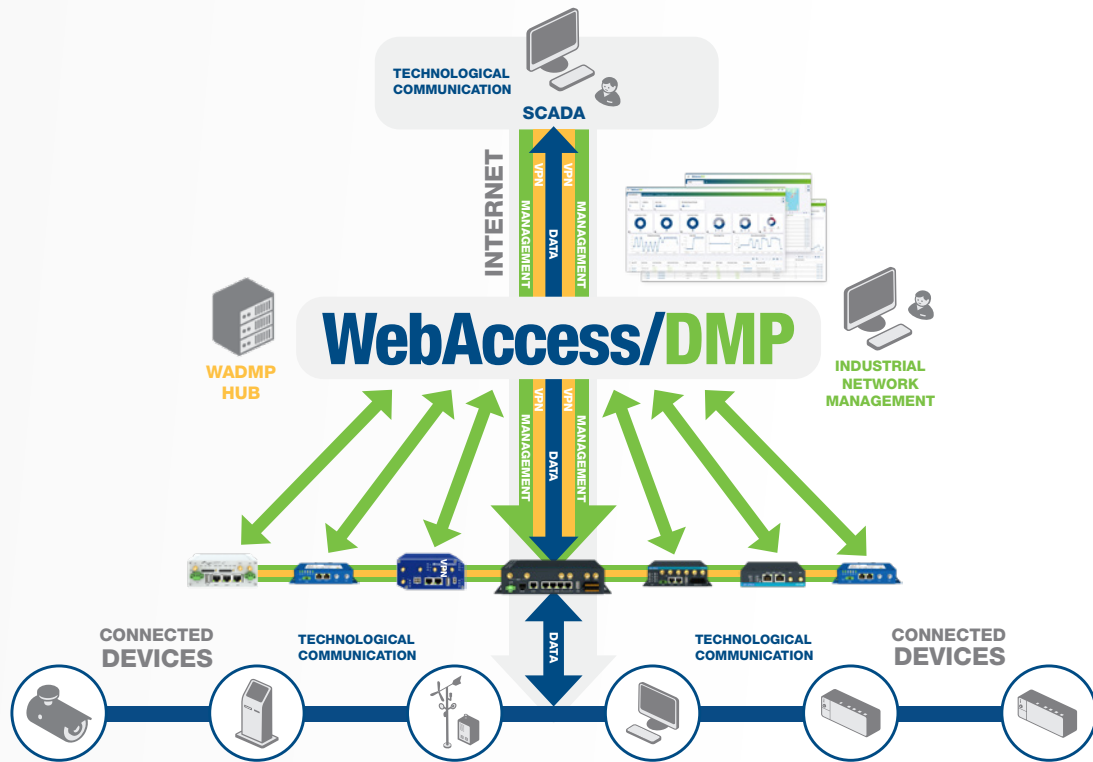 TECHNOLOGICAL
COMMUNICATION
SCADA
INTERNET
VPN
VPN
MANAGEMENT
DATA
MANAGEMENT
WebAccess/DMP
WADMP
HUB
INDUSTRIAL
NETWORK
MANAGEMENT
VPN
VPN
MANAGEMENT
DATA
MANAGEMENT
VPN
CONNECTED
DEVICES
TECHNOLOGICAL
COMMUNICATION
DATA
TECHNOLOGICAL
COMMUNICATION
CONNECTED
DEVICES